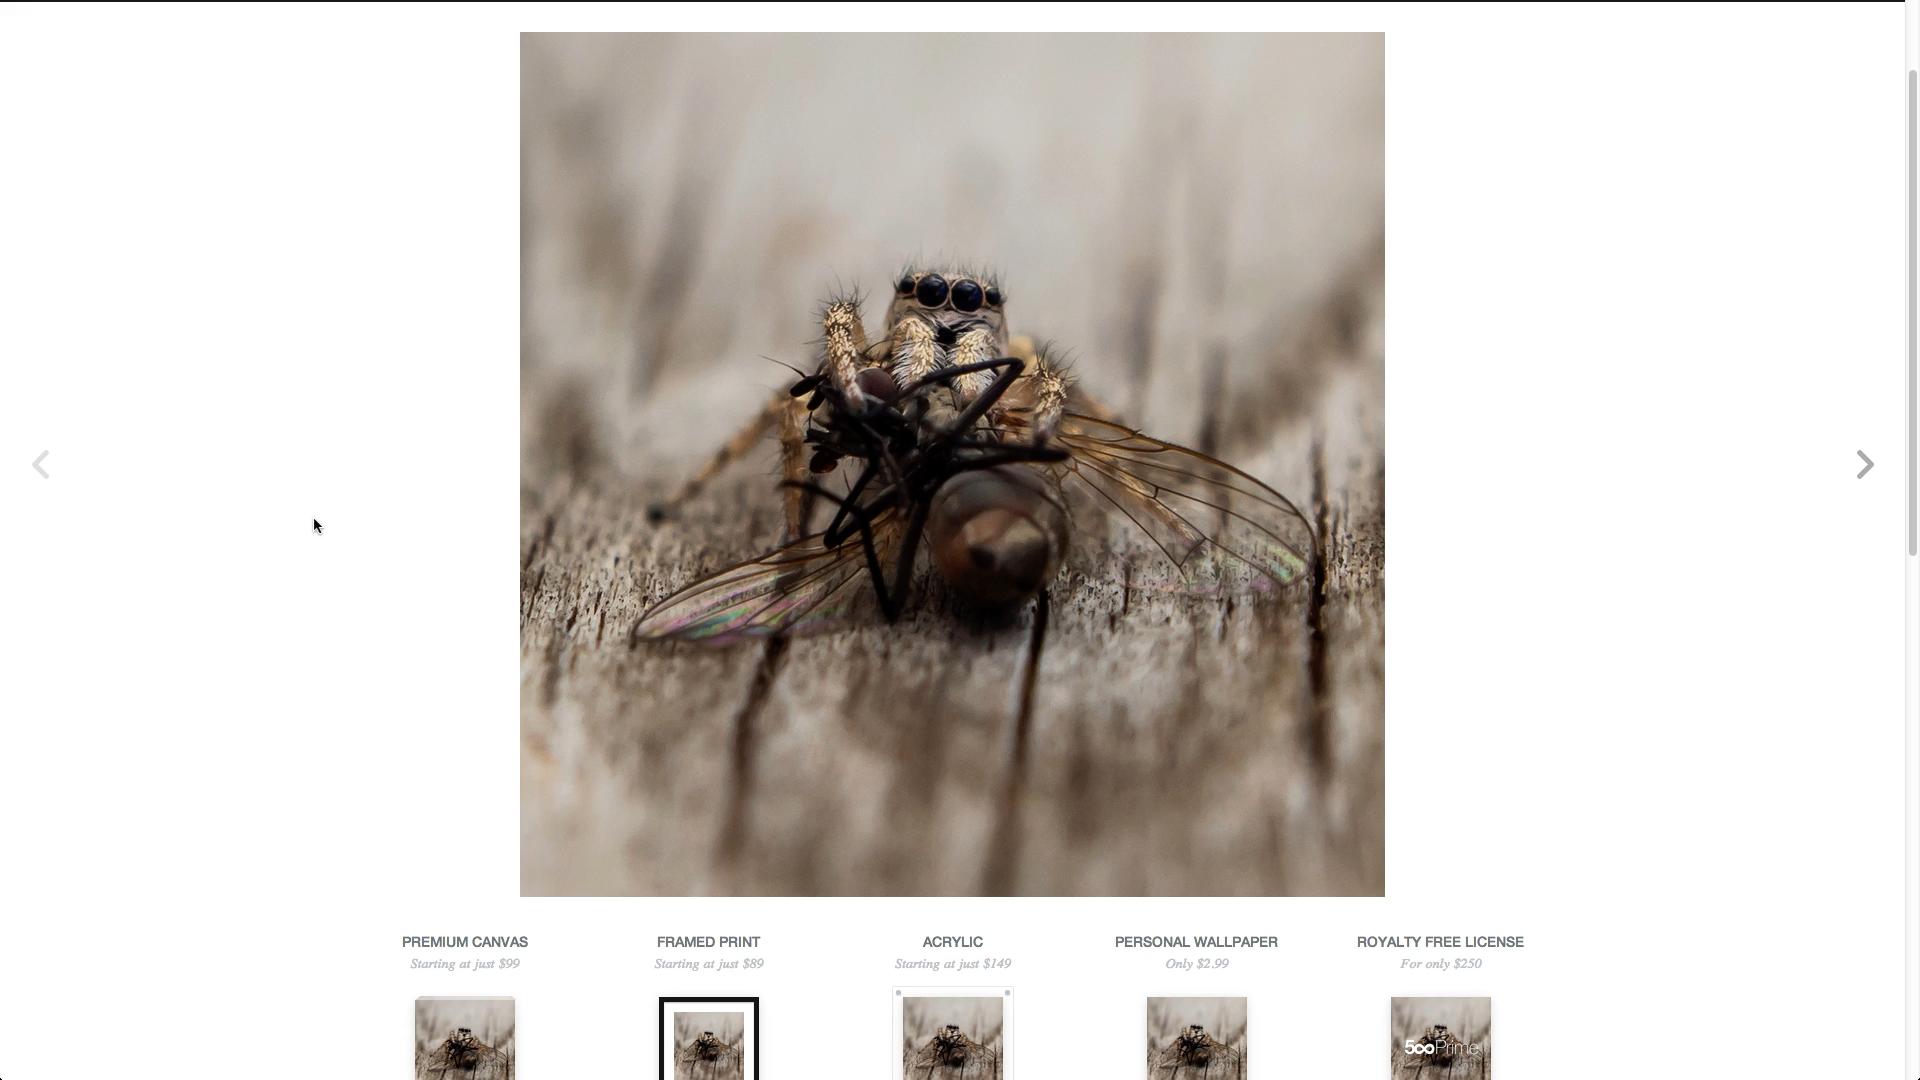 PREMIUM CANVAS
Starting at just $99
FRAMED PRINT
Starting at just $89
ACRYLIC
Starting at just $149
PERSONAL WALLPAPER
Only $2.99
ROYALTY FREE LICENSE
For only $250
500Prime